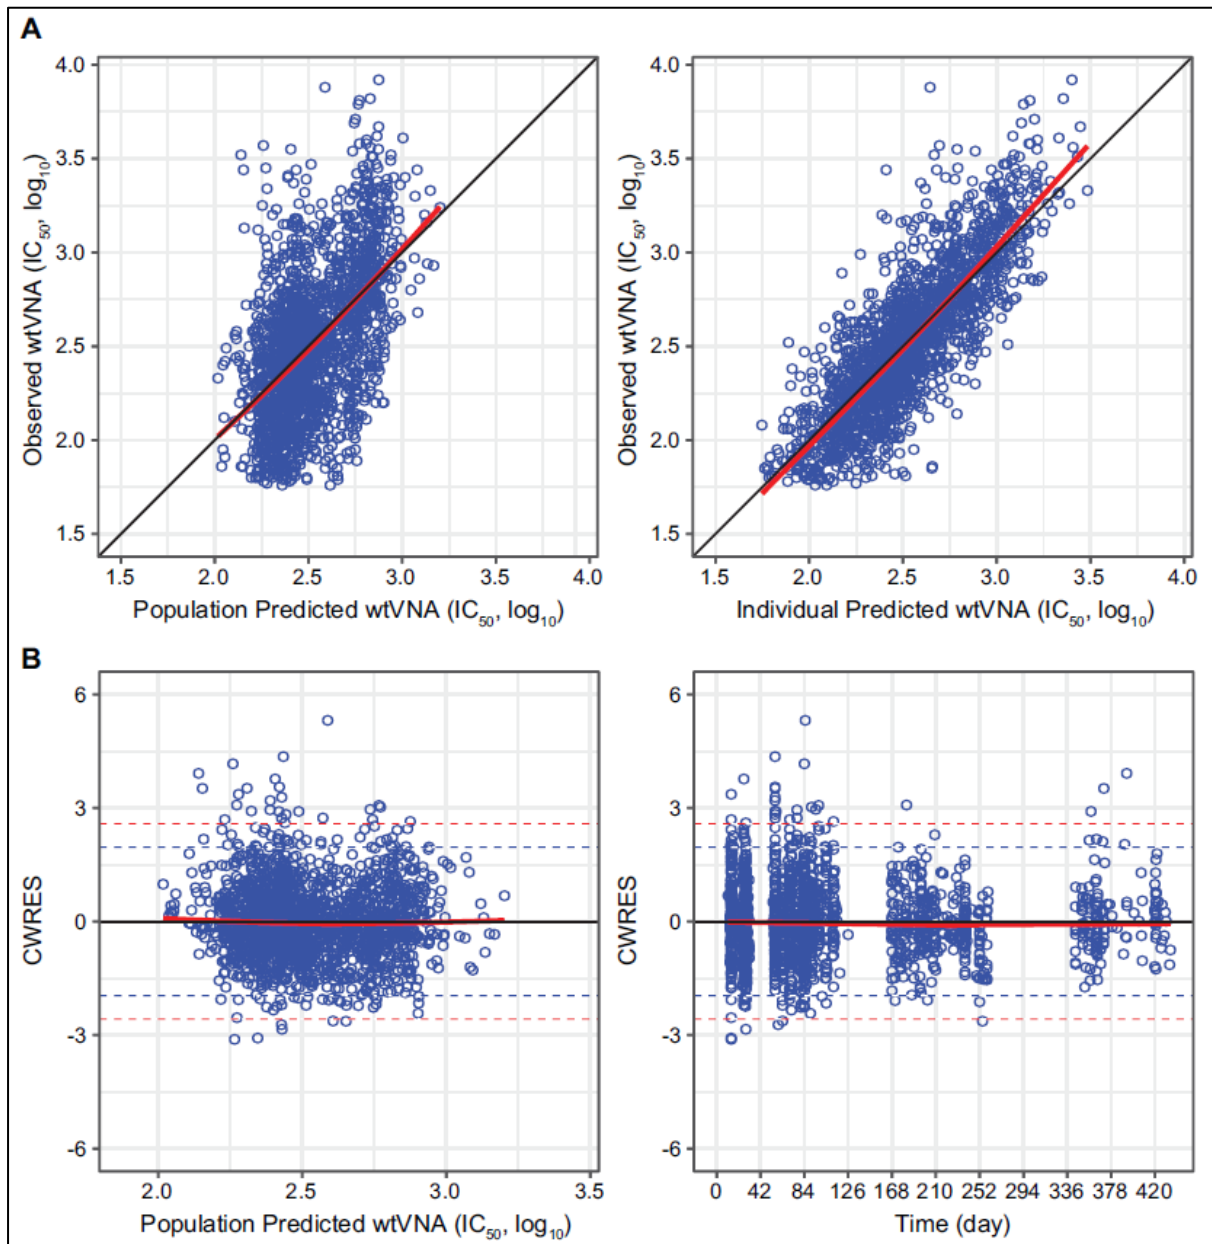 A
4.0
3.5
3.0
2.5
2.0
1.5
Observed wtVNA (IC50, log10)
1.5 2.0 2.5 3.0 3.5 4.0
Population Predicted wtVNA (IC50, log10)
4.0
3.5
3.0
2.5
2.0
1.5
Observed wtVNA (IC50, log10)
1.5 2.0 2.5 3.0 3.5 4.0
Individual Predicted wtVNA (IC50, log10)
B
6
3
0
-3
-6
CWRES
2.0 2.5 3.0 3.5
Population Predicted wtVNA (IC50, log10)
6
3
0
-3
-6
CWRES
0 42 84 126 168 210 252 294 336 378 420
Time (day)